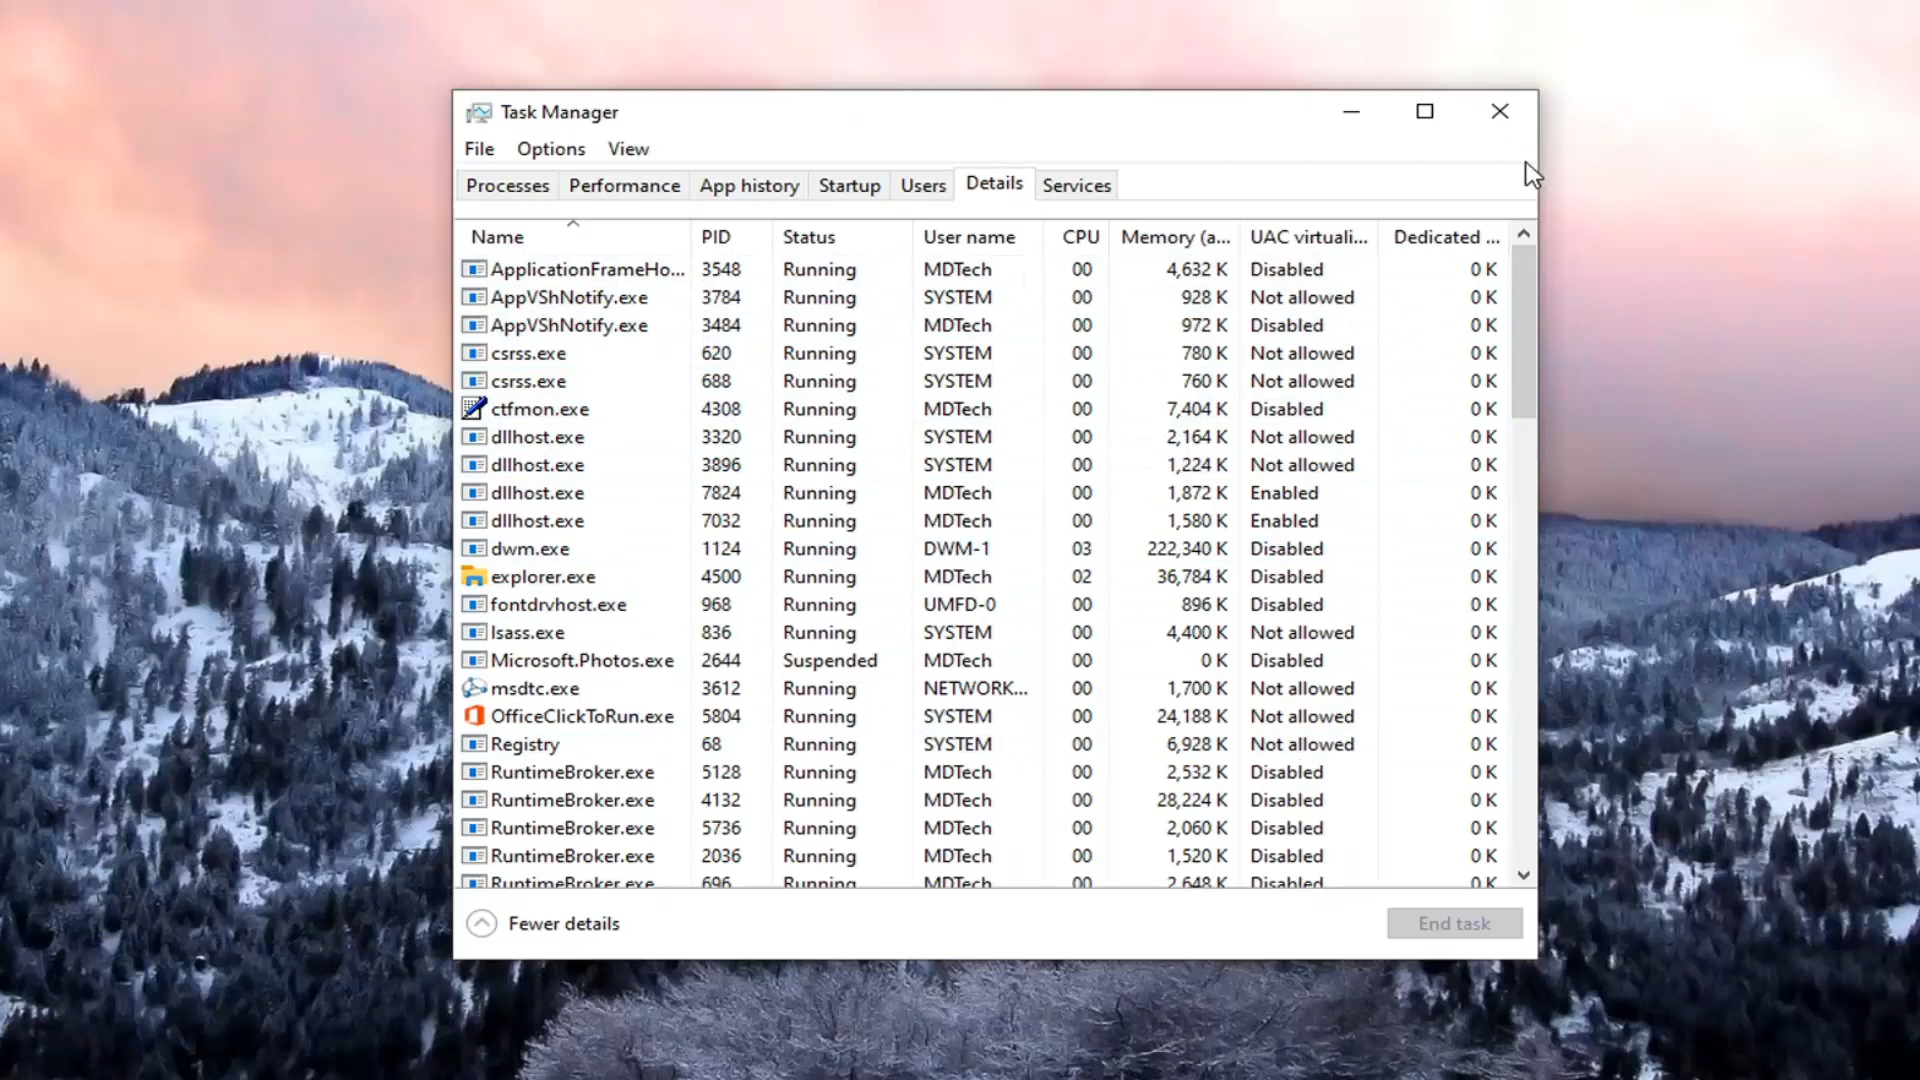 Task Manager
File Options View
Processes Performance App history Startup Users Details Services
Name PID Status User name CPU Memory (a... UAC virtuali... Dedicated ...
ApplicationFrameHo... 3548 Running MDTech 00 4,632 K Disabled 0 K
AppVShNotify.exe 3784 Running SYSTEM 00 928 K Not allowed 0 K
AppVShNotify.exe 3484 Running MDTech 00 972 K Disabled 0 K
csrss.exe 620 Running SYSTEM 00 780 K Not allowed 0 K
csrss.exe 688 Running SYSTEM 00 760 K Not allowed 0 K
ctfmon.exe 4308 Running MDTech 00 7,404 K Disabled 0 K
dllhost.exe 3320 Running SYSTEM 00 2,164 K Not allowed 0 K
dllhost.exe 3896 Running SYSTEM 00 1,224 K Not allowed 0 K
dllhost.exe 7824 Running MDTech 00 1,872 K Enabled 0 K
dllhost.exe 7032 Running MDTech 00 1,580 K Enabled 0 K
dwm.exe 1124 Running DWM-1 03 222,340 K Disabled 0 K
explorer.exe 4500 Running MDTech 02 36,784 K Disabled 0 K
fontdrvhost.exe 968 Running UMFD-0 00 896 K Disabled 0 K
lsass.exe 836 Running SYSTEM 00 4,400 K Not allowed 0 K
Microsoft.Photos.exe 2644 Suspended MDTech 00 0 K Disabled 0 K
msdtc.exe 3612 Running NETWORK... 00 1,700 K Not allowed 0 K
OfficeClickToRun.exe 5804 Running SYSTEM 00 24,188 K Not allowed 0 K
Registry 68 Running SYSTEM 00 6,928 K Not allowed 0 K
RuntimeBroker.exe 5128 Running MDTech 00 2,532 K Disabled 0 K
RuntimeBroker.exe 4132 Running MDTech 00 28,224 K Disabled 0 K
RuntimeBroker.exe 5736 Running MDTech 00 2,060 K Disabled 0 K
RuntimeBroker.exe 2036 Running MDTech 00 1,520 K Disabled 0 K
RuntimeBroker.exe 696 Running MDTech 00 2,648 K Disabled 0 K
Fewer details End task